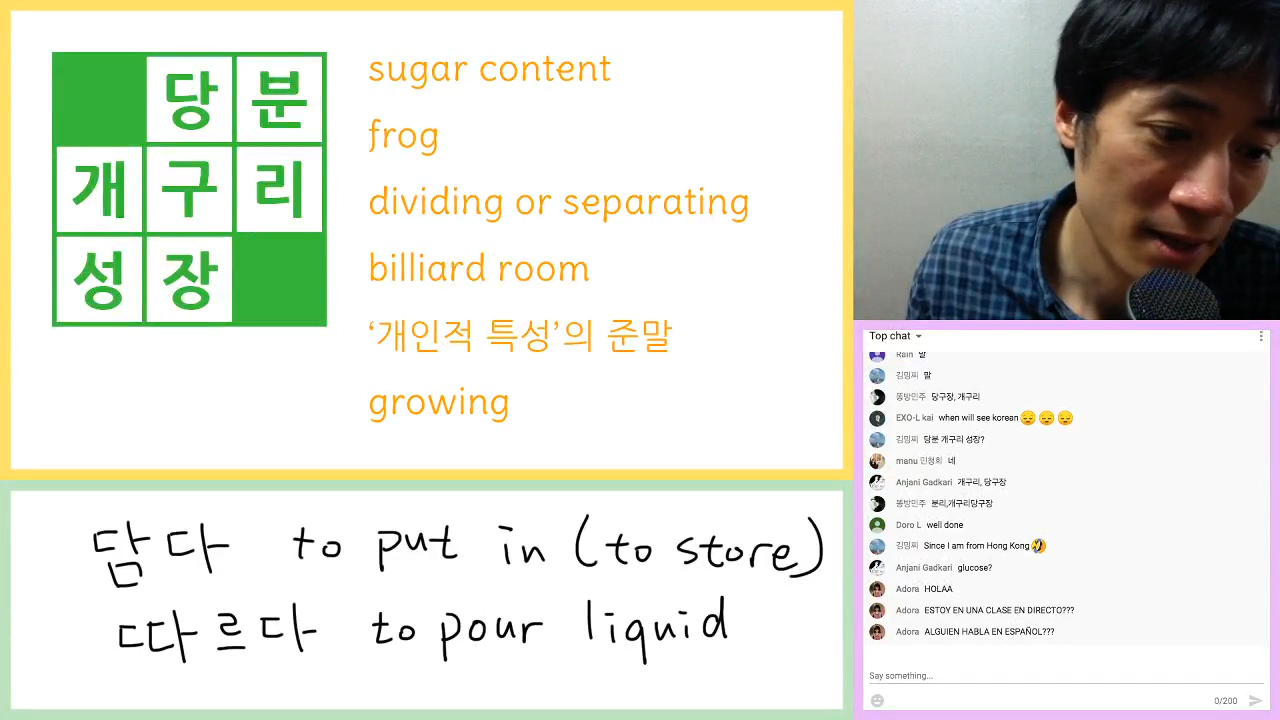 당분
개구리
성장
sugar content
frog
dividing or separating
billiard room
‘개인적 특성’의 준말
growing
담다 to put in (to store)
따르다 to pour liquid
Top chat
Rain 말
김밍찌 말
똥방민주 당구장, 개구리
EXO-L kai when will see korean
김밍찌 당분 개구리 성장?
manu 민청희 네
Anjani Gadkari 개구리, 당구장
똥방민주 분리,개구리당구장
Doro L well done
김밍찌 Since I am from Hong Kong
Anjani Gadkari glucose?
Adora HOLAA
Adora ESTOY EN UNA CLASE EN DIRECTO???
Adora ALGUIEN HABLA EN ESPAÑOL???
Say something...
0/200